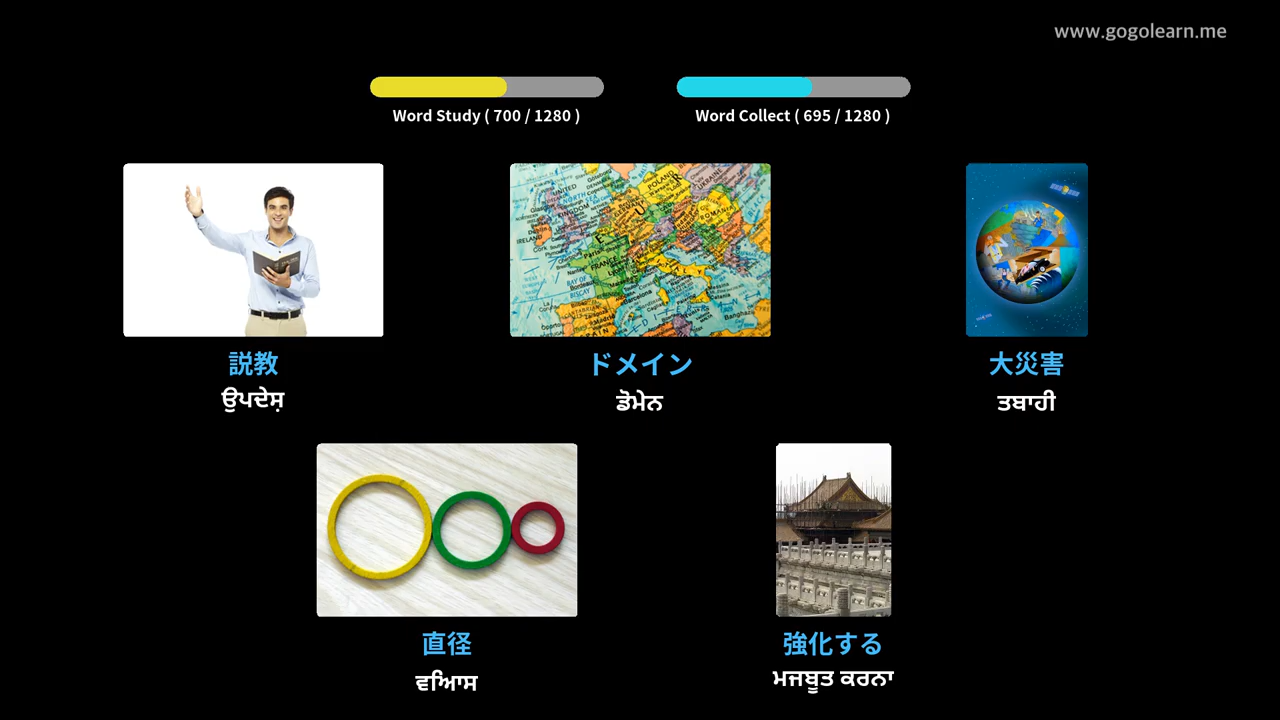 www.gogolearn.me
Word Study ( 700 / 1280 )
Word Collect ( 695 / 1280 )
説教
ਉਪਦੇਸ਼
ドメイン
ਡੋਮੇਨ
大災害
ਤਬਾਹੀ
直径
ਵਿਆਸ
強化する
ਮਜਬੂਤ ਕਰਨਾ